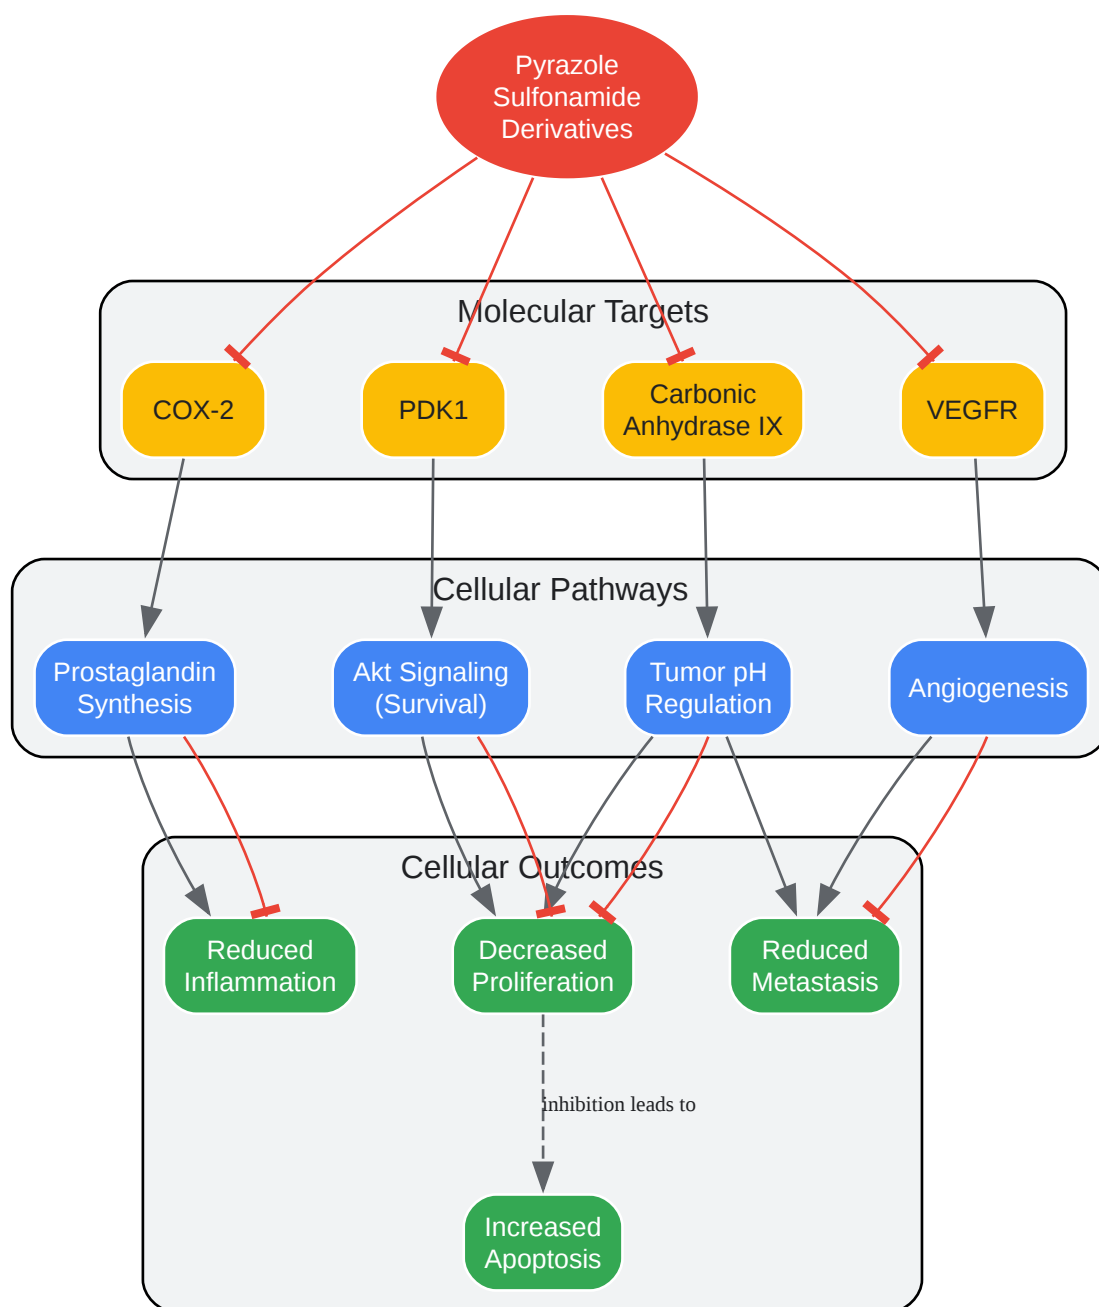 Pyrazole
Sulfonamide
Derivatives
Molecular Targets
COX-2
PDK1
Carbonic
Anhydrase IX
VEGFR
Cellular Pathways
Prostaglandin
Synthesis
Akt Signaling
(Survival)
Tumor pH
Regulation
Angiogenesis
Cellular Outcomes
Reduced
Inflammation
Decreased
Proliferation
Reduced
Metastasis
inhibition leads to
Increased
Apoptosis